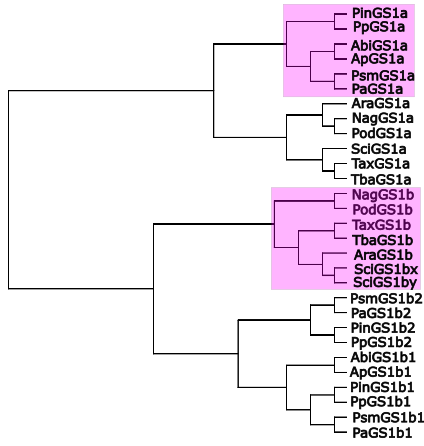 PinGS1a
PpGS1a
AbiGS1a
ApGS1a
PsmGS1a
PaGS1a
AraGS1a
NagGS1a
PodGS1a
SciGS1a
TaxGS1a
TbaGS1a
NagGS1b
PodGS1b
TaxGS1b
TbaGS1b
AraGS1b
SciGS1bx
SciGS1by
PsmGS1b2
PaGS1b2
PinGS1b2
PpGS1b2
AbiGS1b1
ApGS1b1
PinGS1b1
PpGS1b1
PsmGS1b1
PaGS1b1